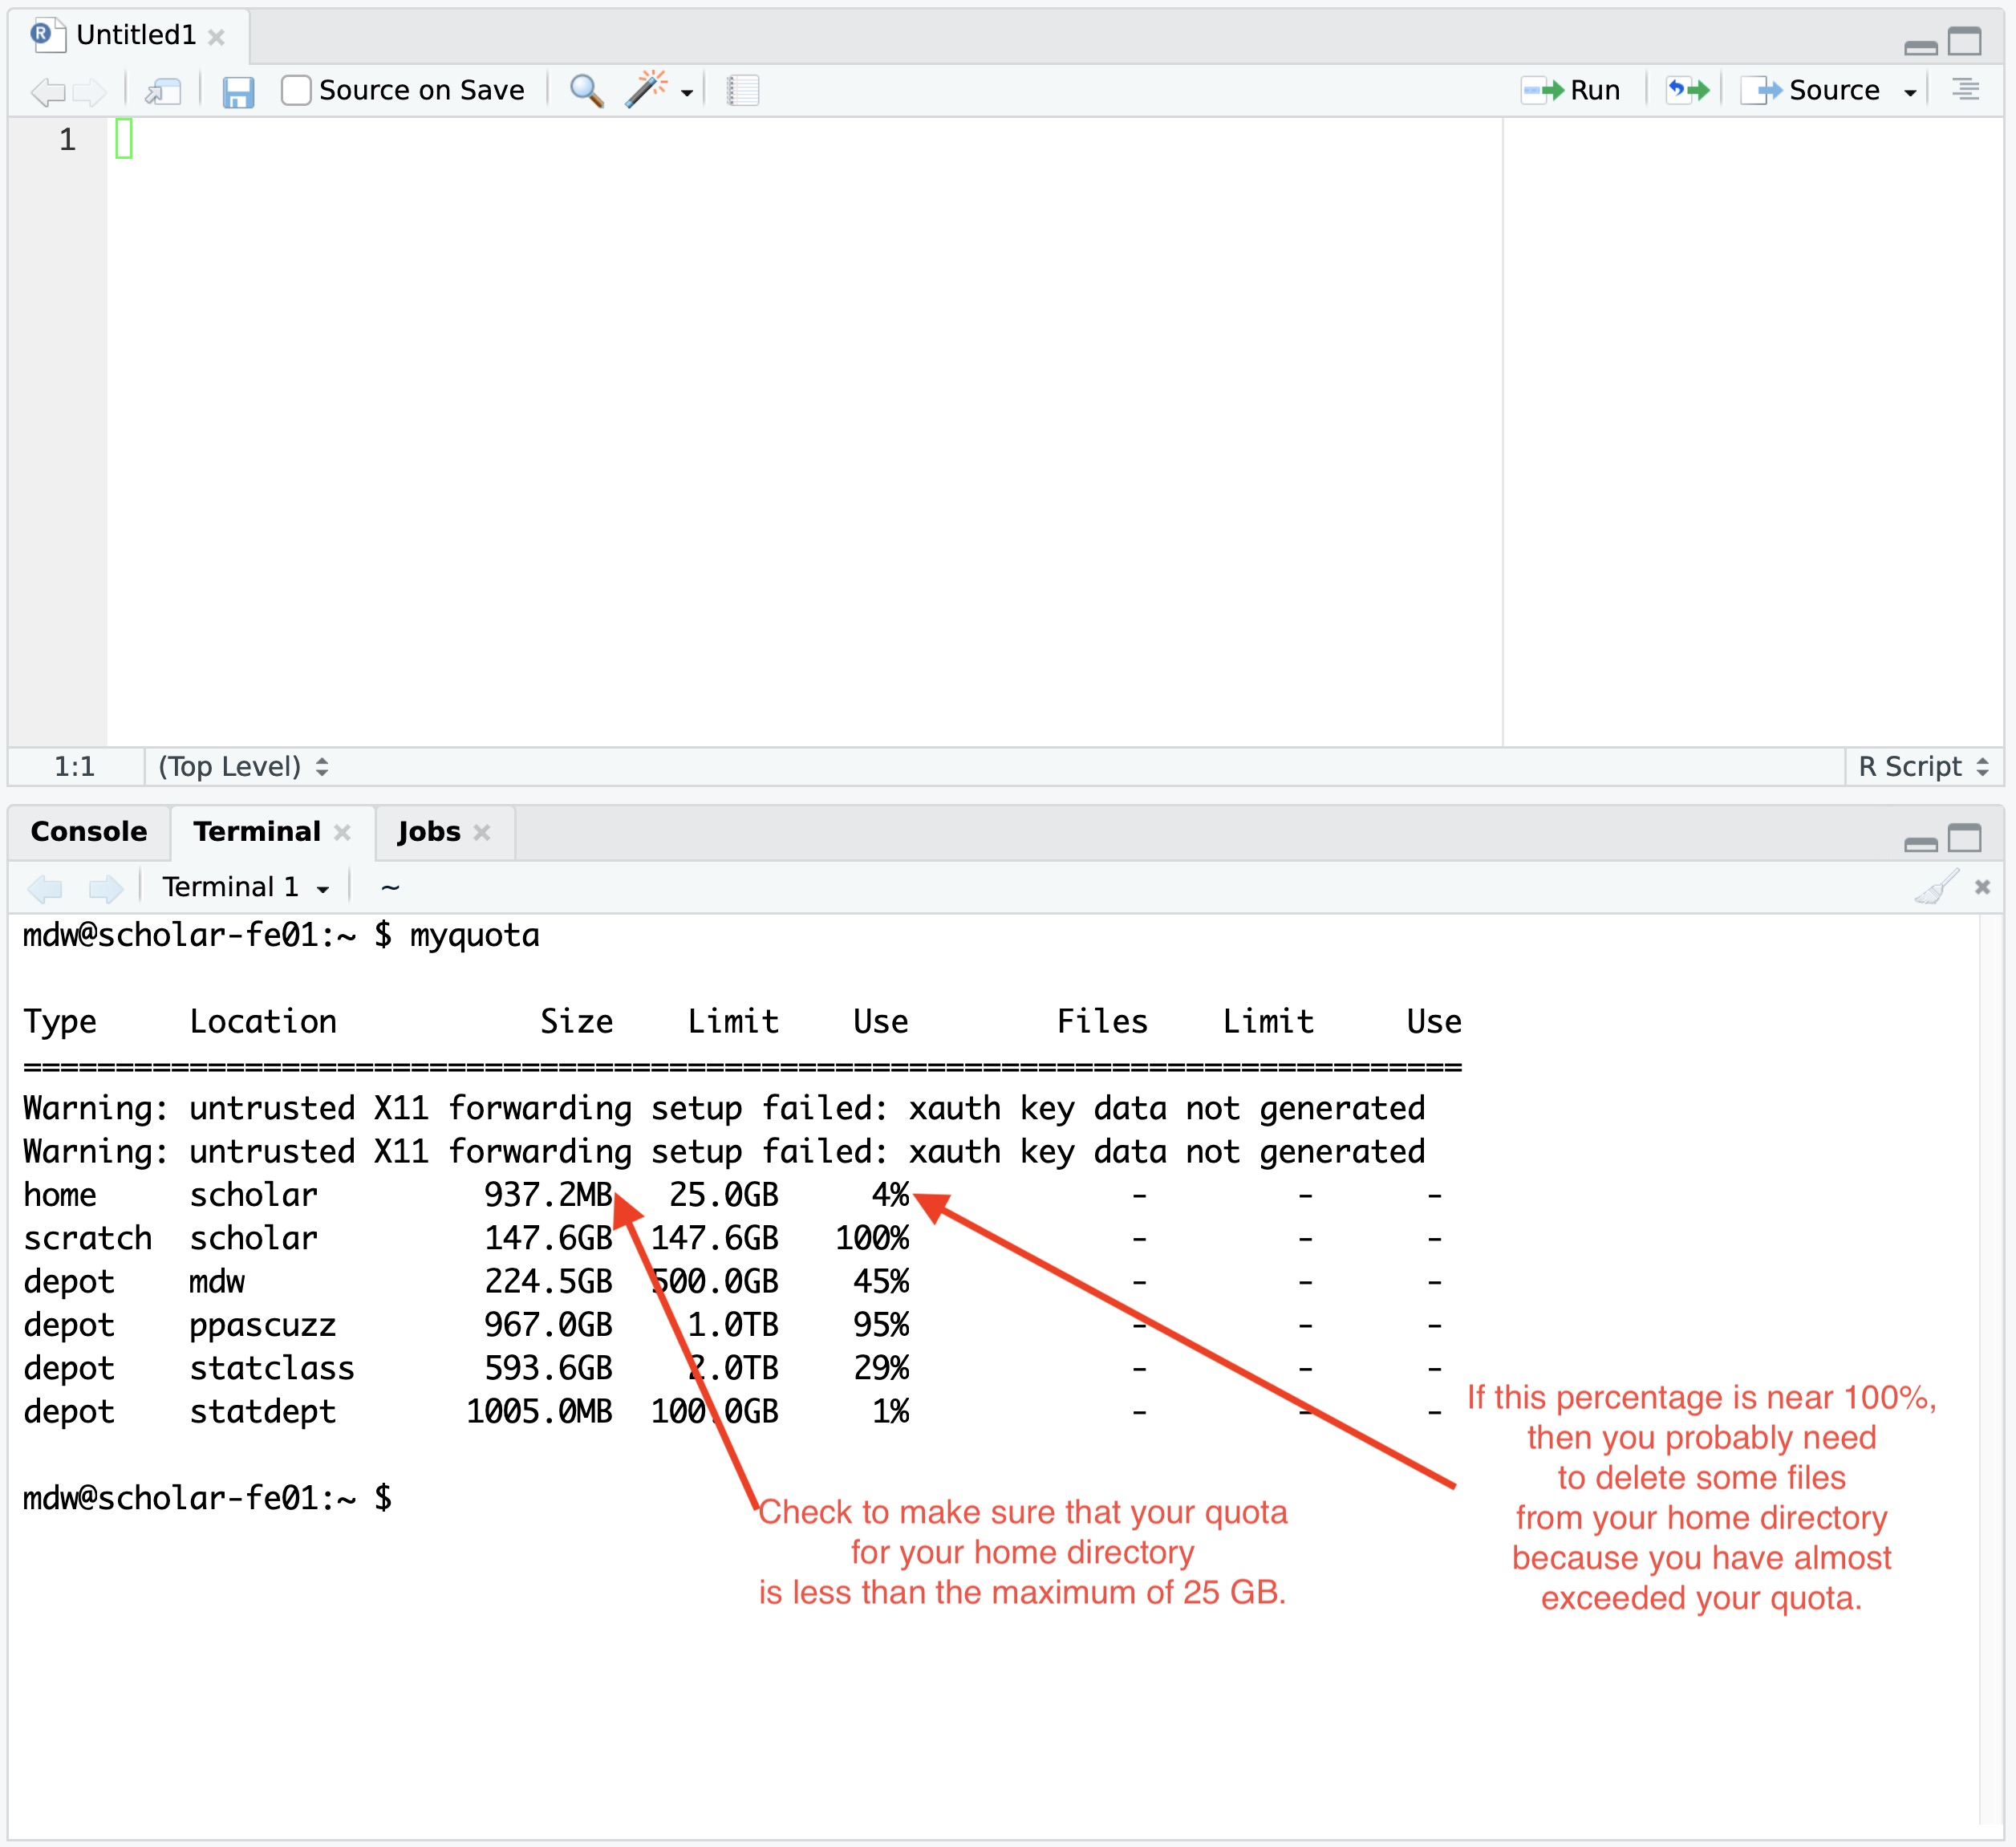 Untitled1
Source on Save Run Source
1
1:1 (Top Level) R Script
Console Terminal Jobs
Terminal 1 ~
mdw@scholar-fe01:~ $ myquota
Type Location Size Limit Use Files Limit Use
==============================================================================
Warning: untrusted X11 forwarding setup failed: xauth key data not generated
Warning: untrusted X11 forwarding setup failed: xauth key data not generated
home scholar 937.2MB 25.0GB 4% - - -
scratch scholar 147.6GB 147.6GB 100% - - -
depot mdw 224.5GB 500.0GB 45% - - -
depot ppascuzz 967.0GB 1.0TB 95% - - -
depot statclass 593.6GB 2.0TB 29% - - -
depot statdept 1005.0MB 100.0GB 1% - - -
mdw@scholar-fe01:~ $
Check to make sure that your quota
for your home directory
is less than the maximum of 25 GB.
If this percentage is near 100%,
then you probably need
to delete some files
from your home directory
because you have almost
exceeded your quota.